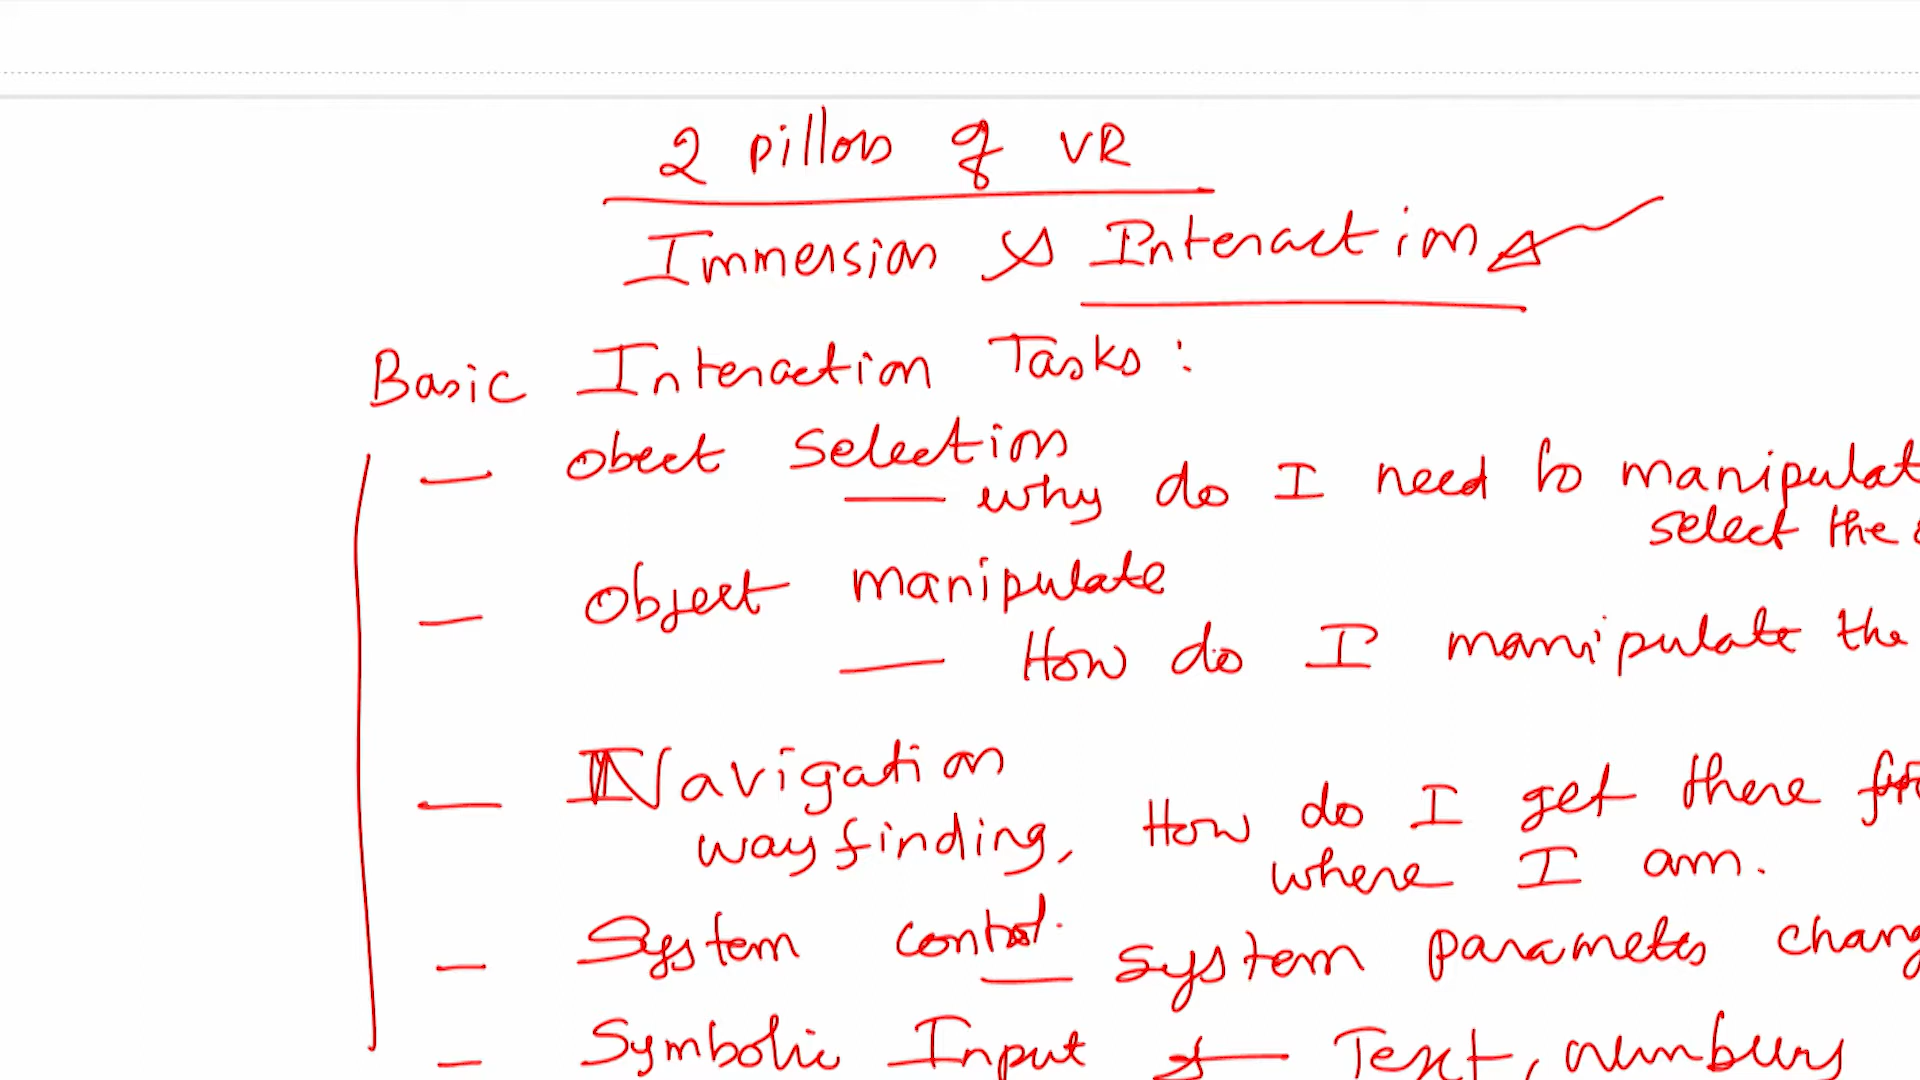 2 pillars of VR
Immersion & Interaction
Basic Interaction Tasks:
— Obect Selection
— why do I need to manipulat
select the
— Object manipulate
— How do I manipulate the
— Navigation
wayfinding, How do I get there
where I am.
— System control.
— System parameters chang
— Symbolic Input ← Text, numbers